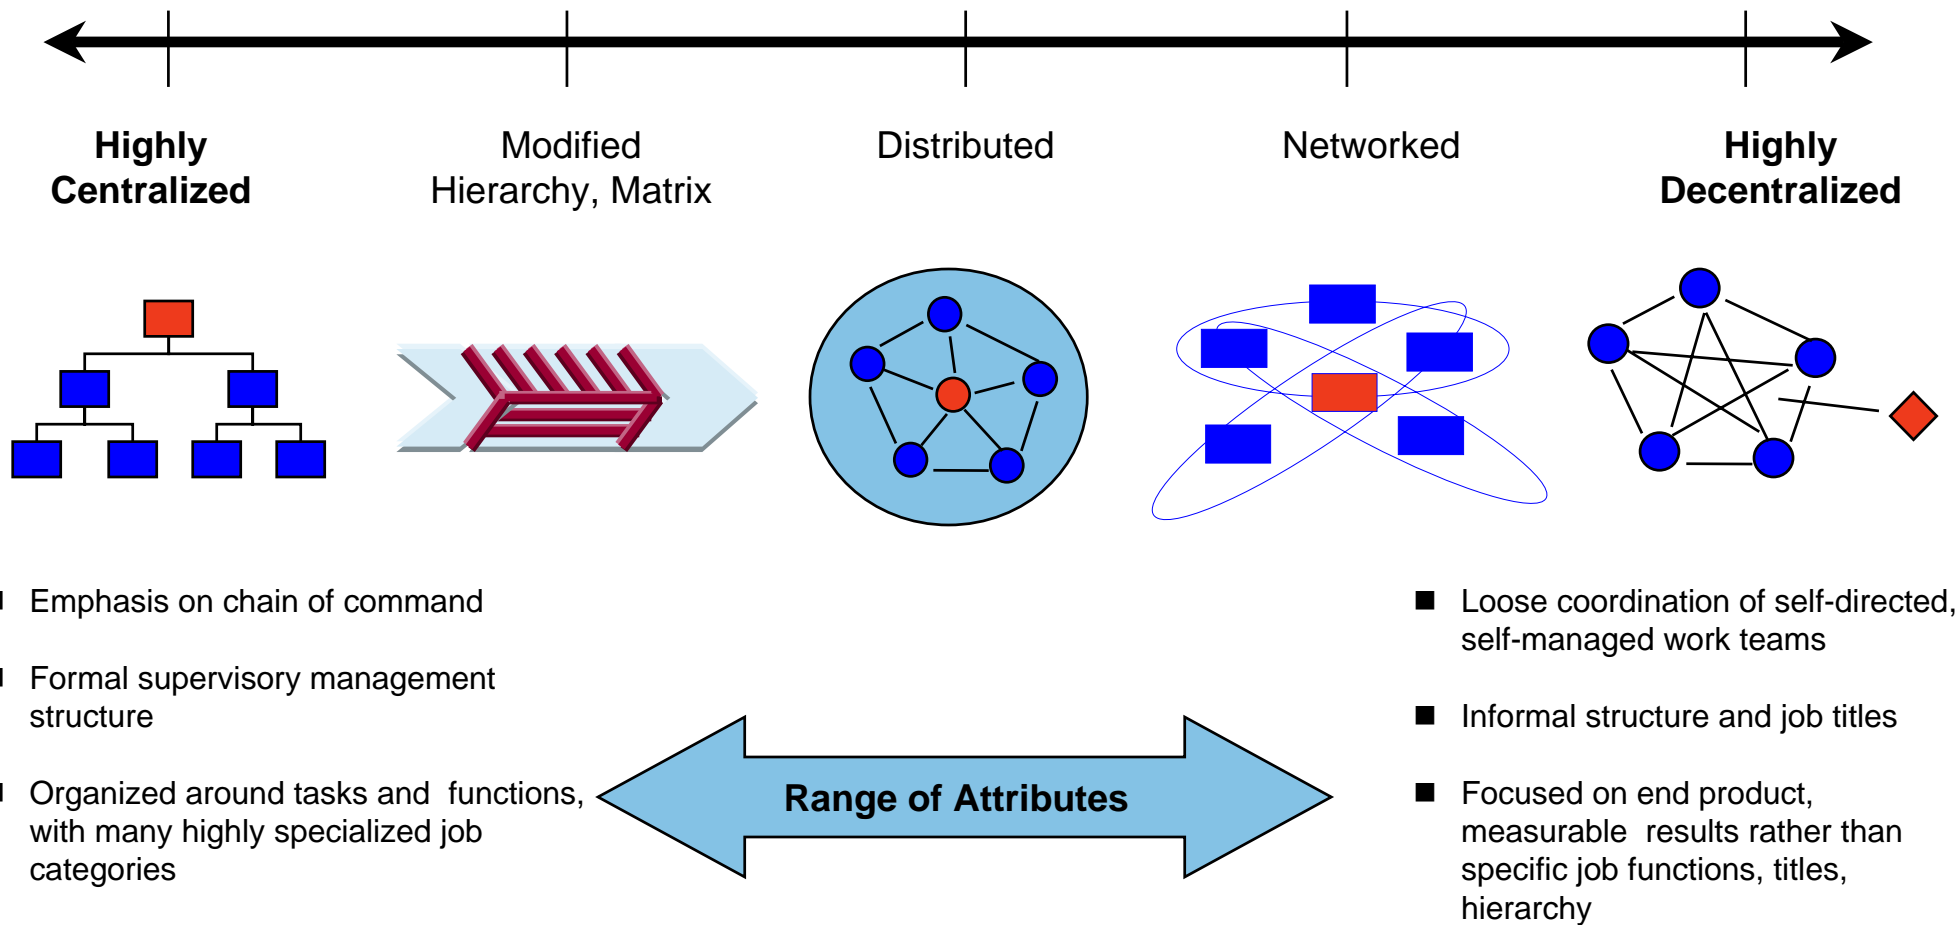 Highly
Centralized
Modified
Hierarchy, Matrix
Distributed
Networked
Highly
Decentralized
Emphasis on chain of command
Formal supervisory management
structure
Organized around tasks and functions,
with many highly specialized job
categories
Range of Attributes
Loose coordination of self-directed,
self-managed work teams
Informal structure and job titles
Focused on end product,
measurable results rather than
specific job functions, titles,
hierarchy